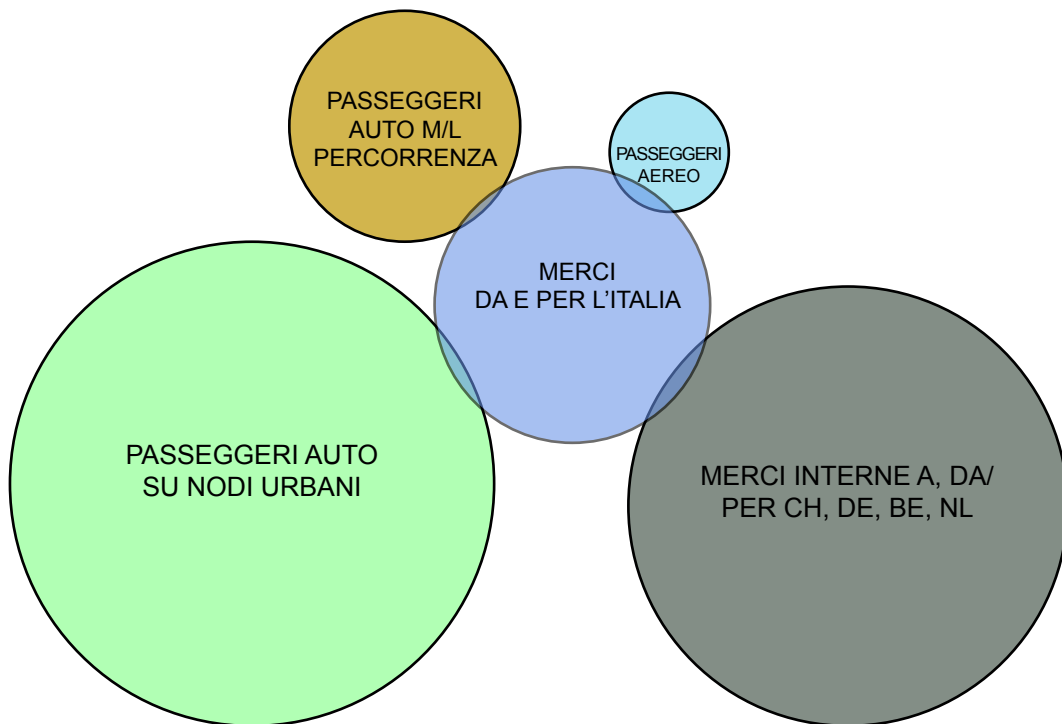 PASSEGGERI
AUTO M/L
PERCORRENZA
PASSEGGERI
AEREO
MERCI
DA E PER L’ITALIA
PASSEGGERI AUTO
SU NODI URBANI
MERCI INTERNE A, DA/
PER CH, DE, BE, NL